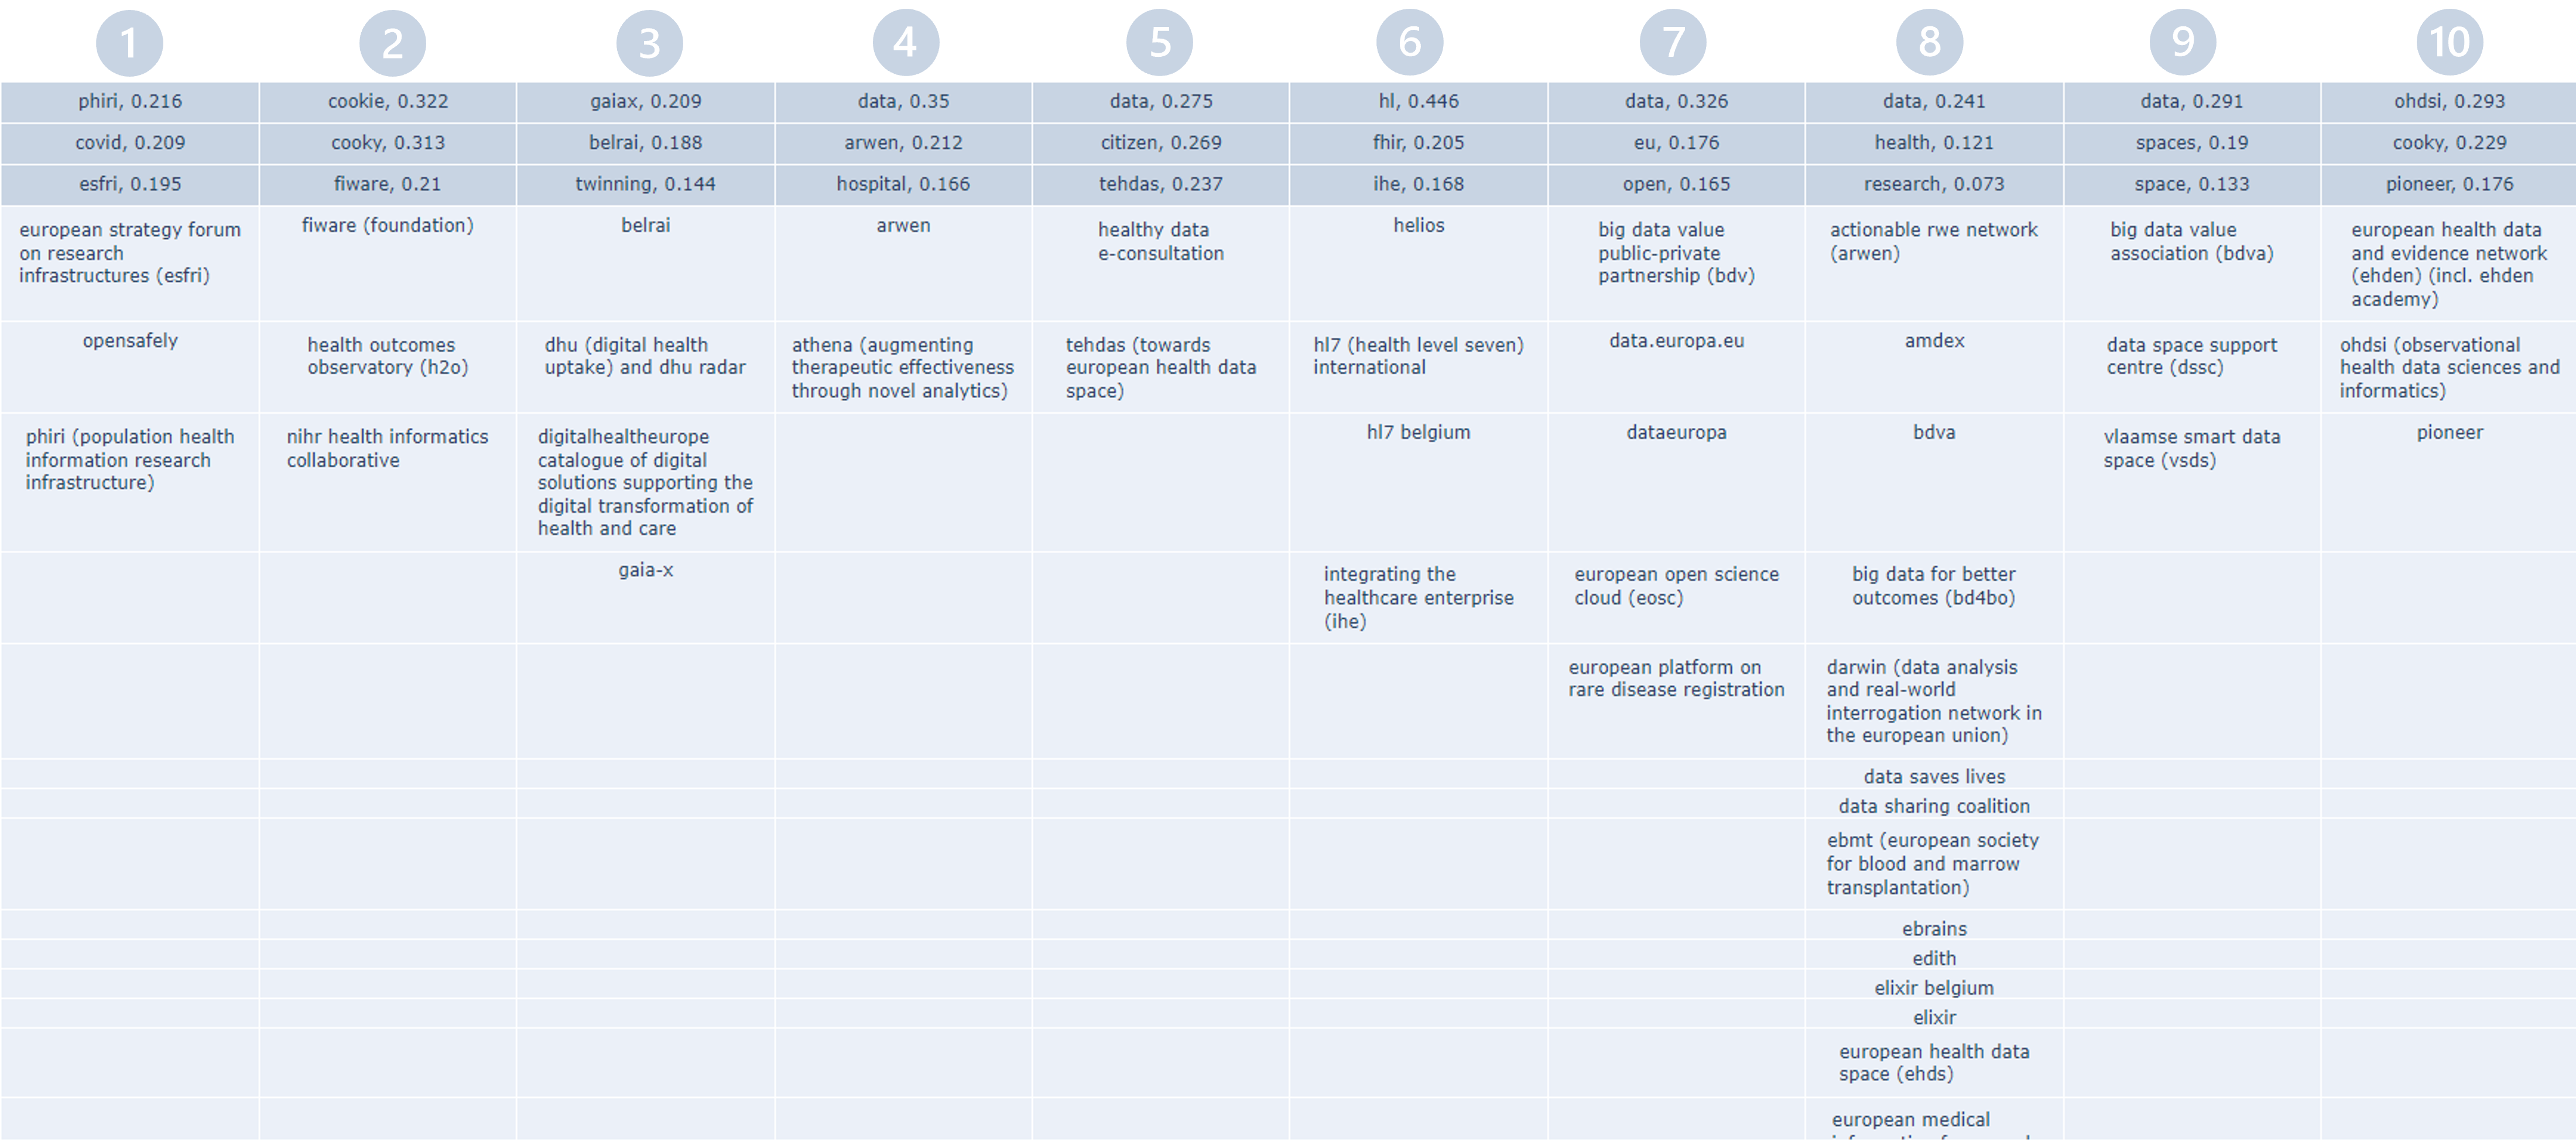 1 2 3 4 5 6 7 8 9 10
phiri, 0.216 cookie, 0.322 gaiax, 0.209 data, 0.35 data, 0.275 hl, 0.446 data, 0.326 data, 0.241 data, 0.291 ohdsi, 0.293
covid, 0.209 cooky, 0.313 belrai, 0.188 arwen, 0.212 citizen, 0.269 fhir, 0.205 eu, 0.176 health, 0.121 spaces, 0.19 cooky, 0.229
esfri, 0.195 fiware, 0.21 twinning, 0.144 hospital, 0.166 tehdas, 0.237 ihe, 0.168 open, 0.165 research, 0.073 space, 0.133 pioneer, 0.176
european strategy forum
on research
infrastructures (esfri)
fiware (foundation)
belrai
arwen
healthy data
e-consultation
helios
big data value
public-private
partnership (bdv)
actionable rwe network
(arwen)
big data value
association (bdva)
european health data
and evidence network
(ehden) (incl. ehden
academy)
opensafely
health outcomes
observatory (h2o)
dhu (digital health
uptake) and dhu radar
athena (augmenting
therapeutic effectiveness
through novel analytics)
tehdas (towards
european health data
space)
hl7 (health level seven)
international
data.europa.eu
amdex
data space support
centre (dssc)
ohdsi (observational
health data sciences and
informatics)
phiri (population health
information research
infrastructure)
nihr health informatics
collaborative
digitalhealtheurope
catalogue of digital
solutions supporting the
digital transformation of
health and care
hl7 belgium
dataeuropa
bdva
vlaamse smart data
space (vsds)
pioneer
gaia-x
integrating the
healthcare enterprise
(ihe)
european open science
cloud (eosc)
big data for better
outcomes (bd4bo)
european platform on
rare disease registration
darwin (data analysis
and real-world
interrogation network in
the european union)
data saves lives
data sharing coalition
ebmt (european society
for blood and marrow
transplantation)
ebrains
edith
elixir belgium
elixir
european health data
space (ehds)
european medical